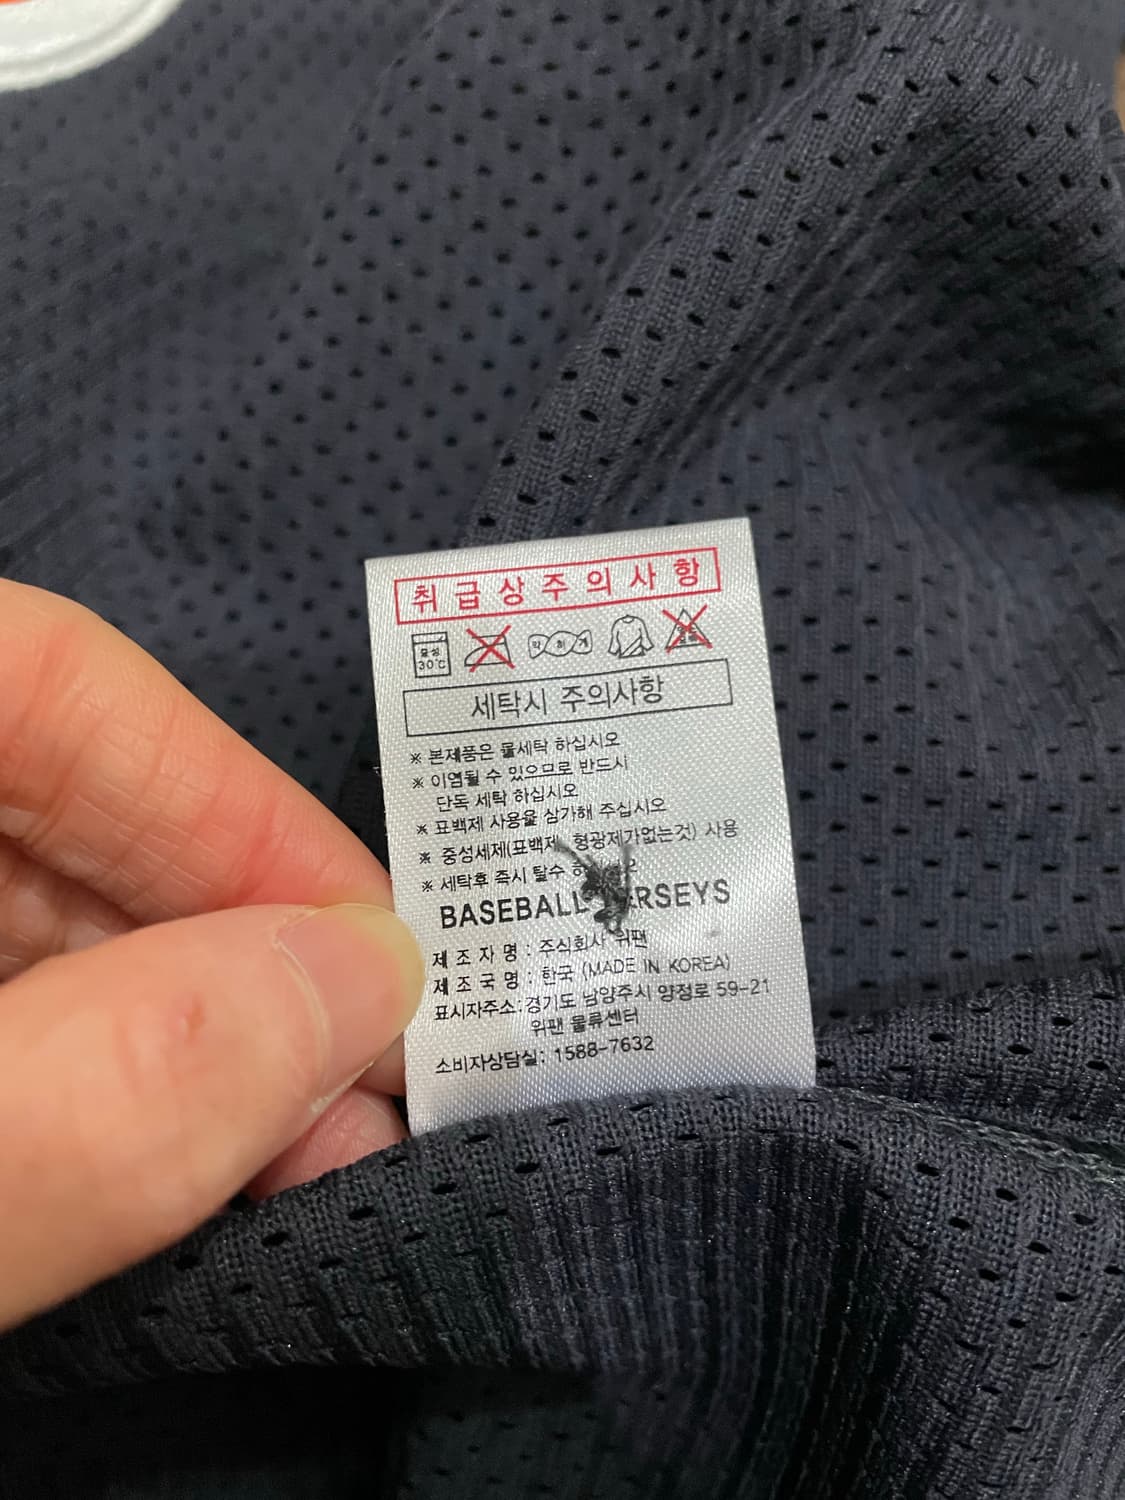 취급상주의사항
중성
30℃
세탁시 주의사항
※ 본제품은 물세탁 하십시오
※ 이염될 수 있으므로 반드시
단독 세탁 하십시오
※ 표백제 사용을 삼가해 주십시오
※ 중성세제(표백제, 형광제가없는것) 사용
※ 세탁후 즉시 탈수
BASEBALL
제 조 자 명 : 주식회사 위팬
제 조 국 명 : 한국 (MADE IN KOREA)
표시자주소: 경기도 남양주시 양정로 59-21
위팬 물류센터
소비자상담실: 1588-7632